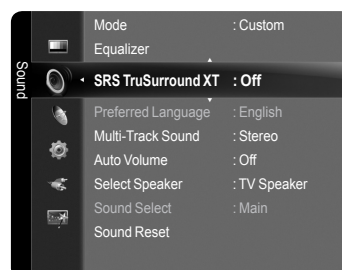 Sound
Mode : Custom
Equalizer
SRS TruSurround XT : Off
Preferred Language : English
Multi-Track Sound : Stereo
Auto Volume : Off
Select Speaker : TV Speaker
Sound Select : Main
Sound Reset